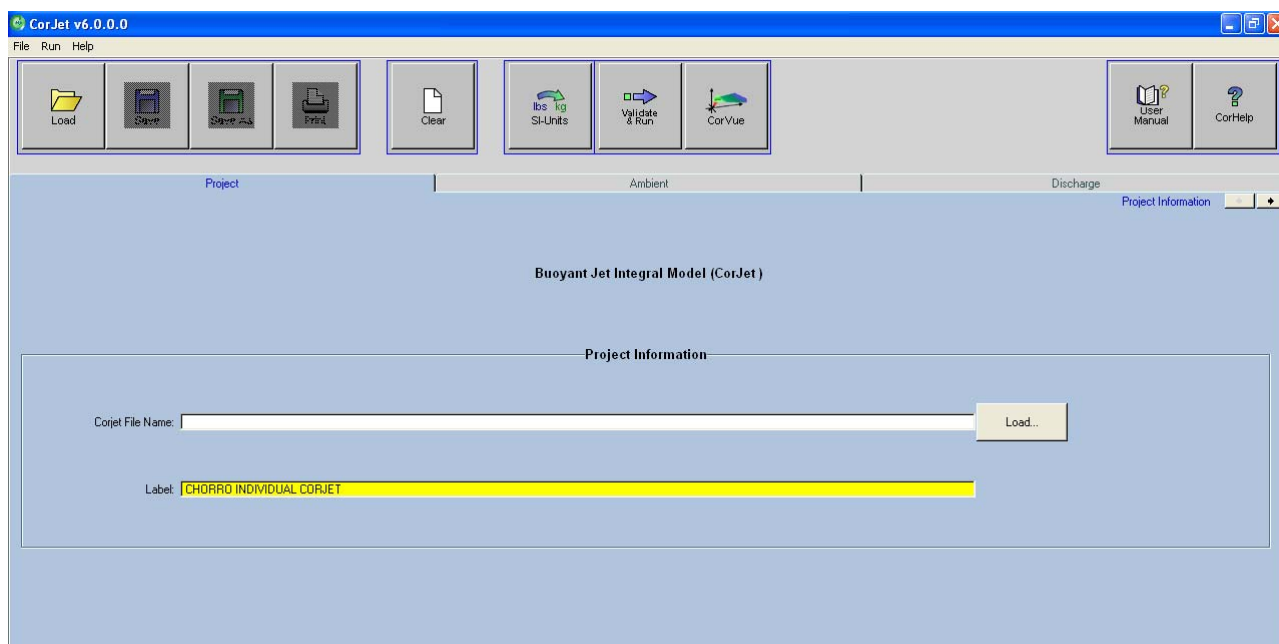 CorJet v6.0.0.0
File Run Help
Load Save Save As Print Clear lbs kg SI-Units Validate & Run CorVue User Manual CorHelp
Project Ambient Discharge
Project Information
Buoyant Jet Integral Model (CorJet)
Project Information
Corjet File Name: Load...
Label: CHORRO INDIVIDUAL CORJET